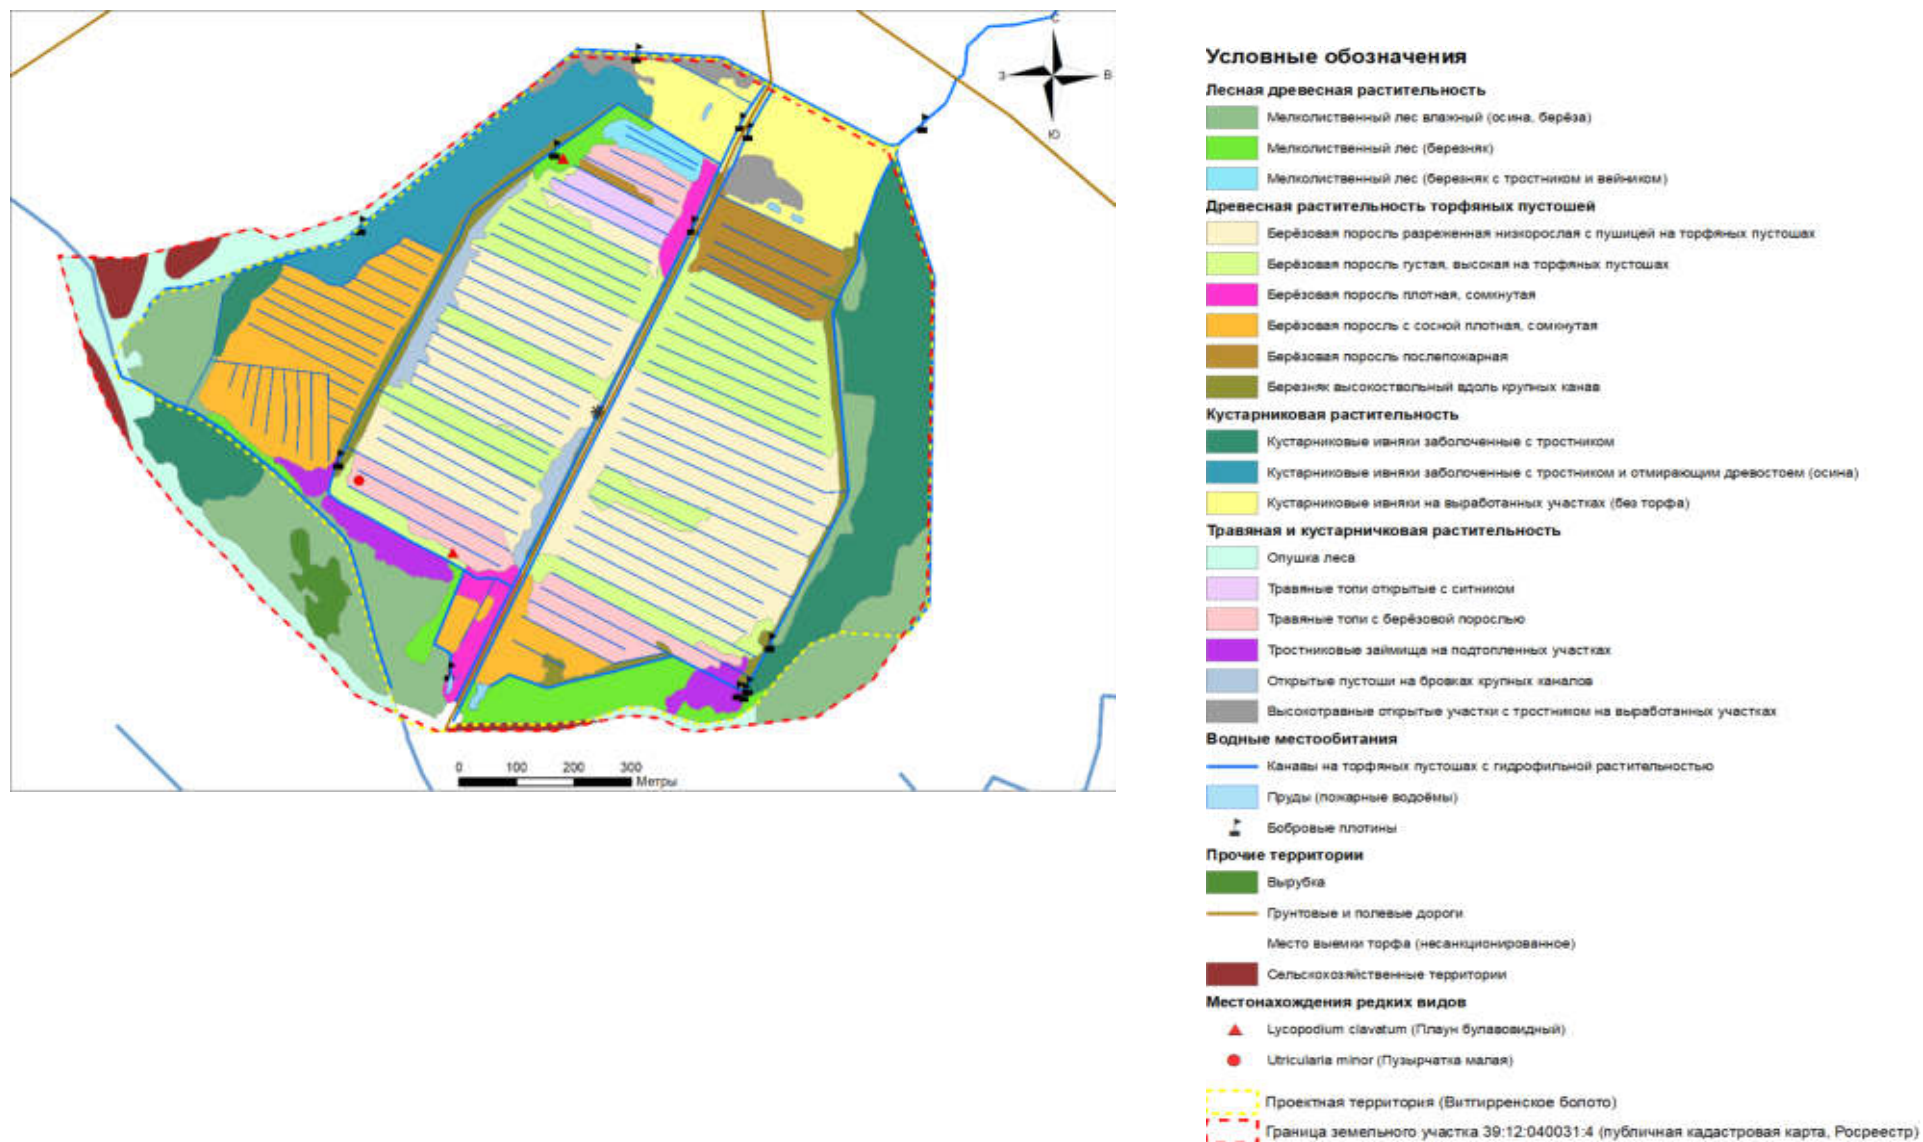 С
З
В
Ю
0 100 200 300
Метры
Условные обозначения
Лесная древесная растительность
Мелколиственный лес влажный (осина, берёза)
Мелколиственный лес (березняк)
Мелколиственный лес (березняк с тростником и вейником)
Древесная растительность торфяных пустошей
Берёзовая поросль разреженная низкорослая с пушицей на торфяных пустошах
Берёзовая поросль густая, высокая на торфяных пустошах
Берёзовая поросль плотная, сомкнутая
Берёзовая поросль с сосной плотная, сомкнутая
Берёзовая поросль послепожарная
Березняк высокоствольный вдоль крупных канав
Кустарниковая растительность
Кустарниковые ивняки заболоченные с тростником
Кустарниковые ивняки заболоченные с тростником и отмирающим древостоем (осина)
Кустарниковые ивняки на выработанных участках (без торфа)
Травяная и кустарничковая растительность
Опушка леса
Травяные топи открытые с ситником
Травяные топи с берёзовой порослью
Тростниковые займища на подтопленных участках
Открытые пустоши на бровках крупных каналов
Высокотравные открытые участки с тростником на выработанных участках
Водные местообитания
Канавы на торфяных пустошах с гидрофильной растительностью
Пруды (пожарные водоёмы)
Бобровые плотины
Прочие территории
Вырубка
Грунтовые и полевые дороги
Место выемки торфа (несанкционированное)
Сельскохозяйственные территории
Местонахождения редких видов
Lycopodium clavatum (Плаун булавовидный)
Utricularia minor (Пузырчатка малая)
Проектная территория (Витгирренское болото)
Граница земельного участка 39:12:040031:4 (публичная кадастровая карта, Росреестр)